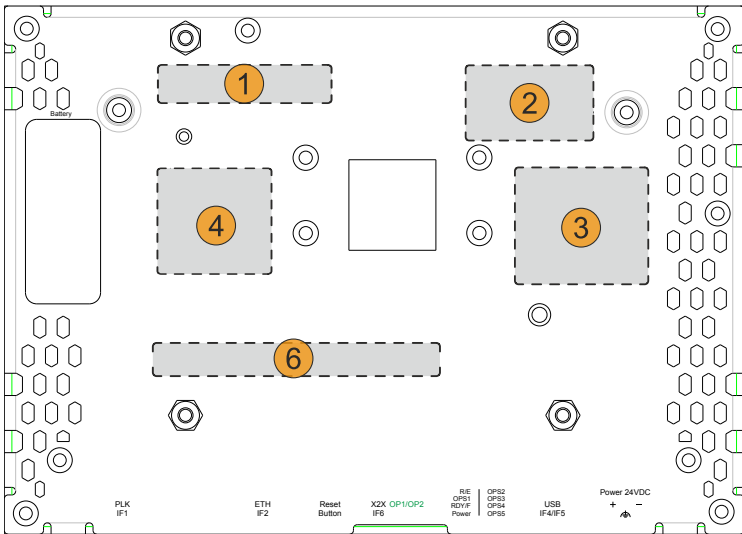 1
2
Battery
4
3
6
PLK
IF1
ETH
IF2
Reset
Button
X2X OP1/OP2
IF6
R/E
OPS1
RDY/F
Power
OPS2
OPS3
OPS4
OPS5
USB
IF4/IF5
Power 24VDC
+ −